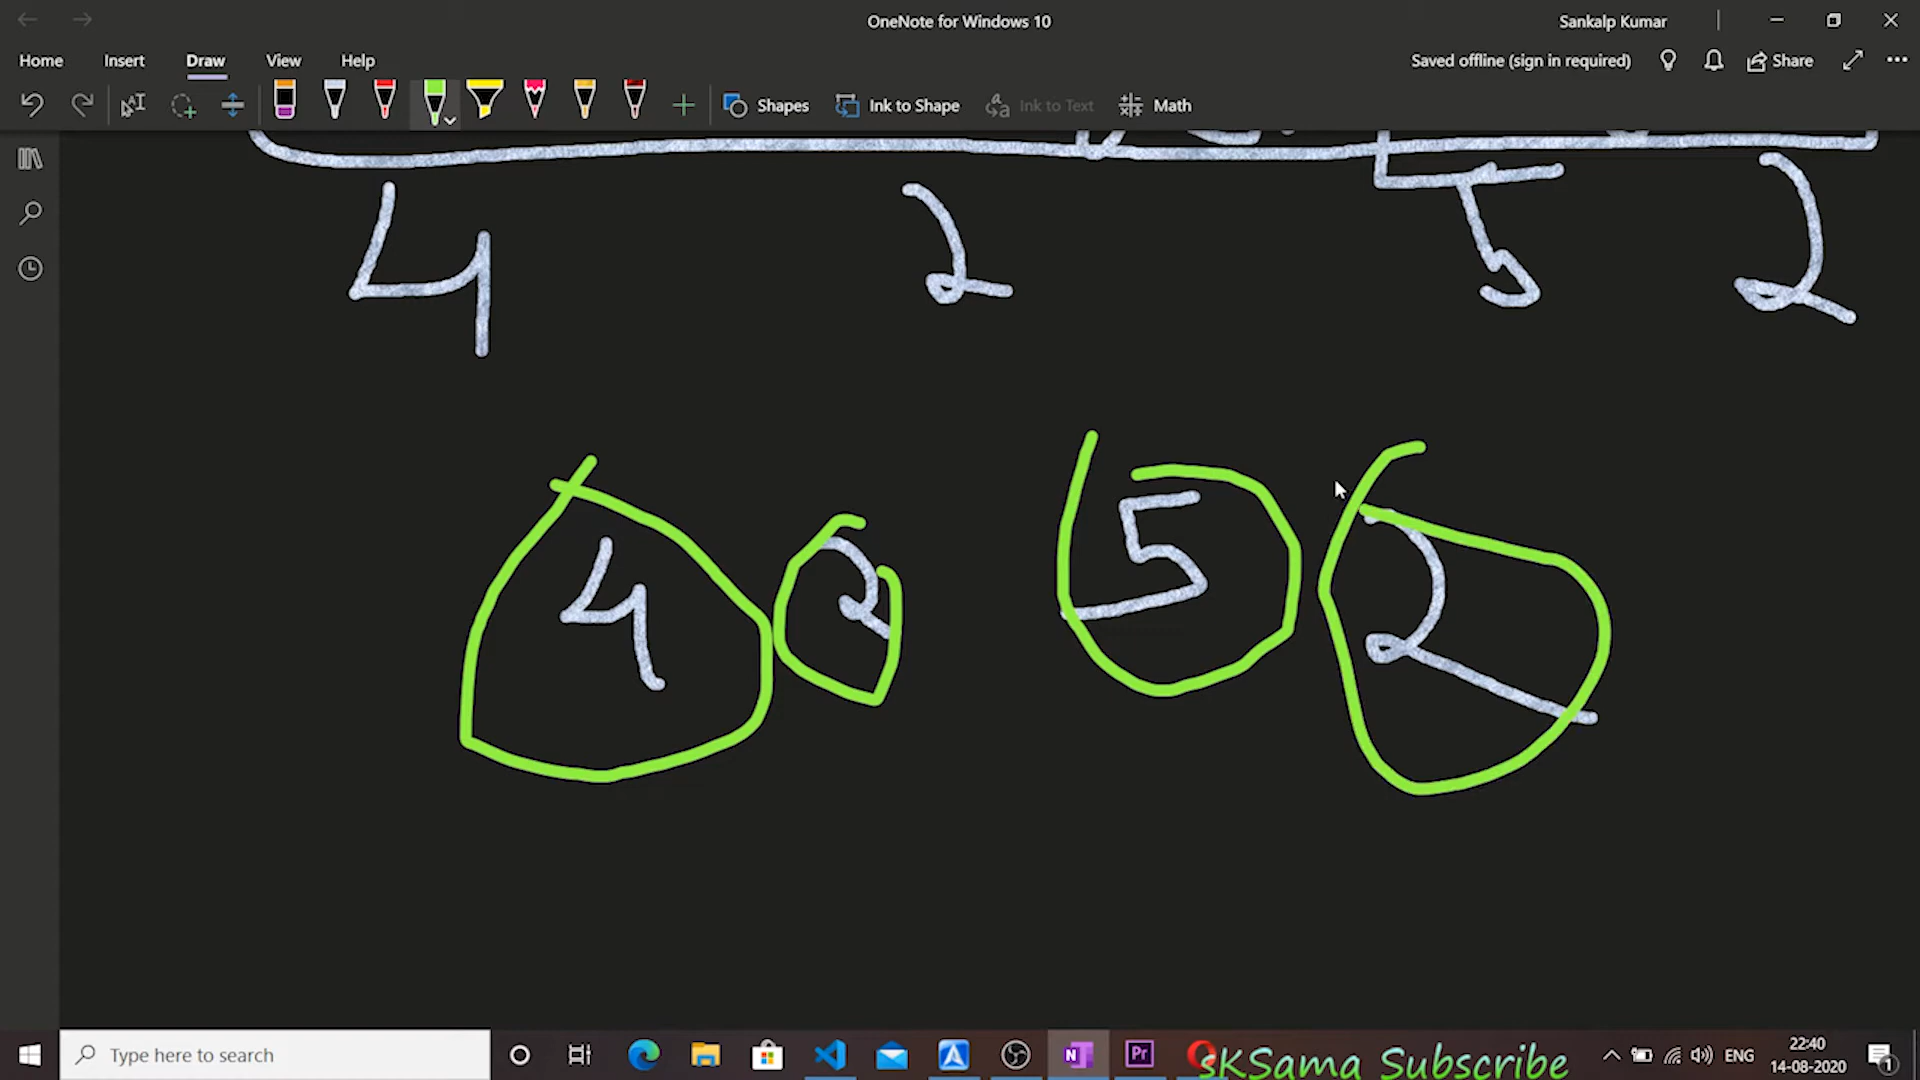 OneNote for Windows 10
Sankalp Kumar
Home Insert Draw View Help
Saved offline (sign in required) Share
Shapes Ink to Shape Ink to Text Math
4 2 5 2
4 2 5 2
Type here to search
N
Pr
sKSama Subscribe
ENG
22:40
14-08-2020
1